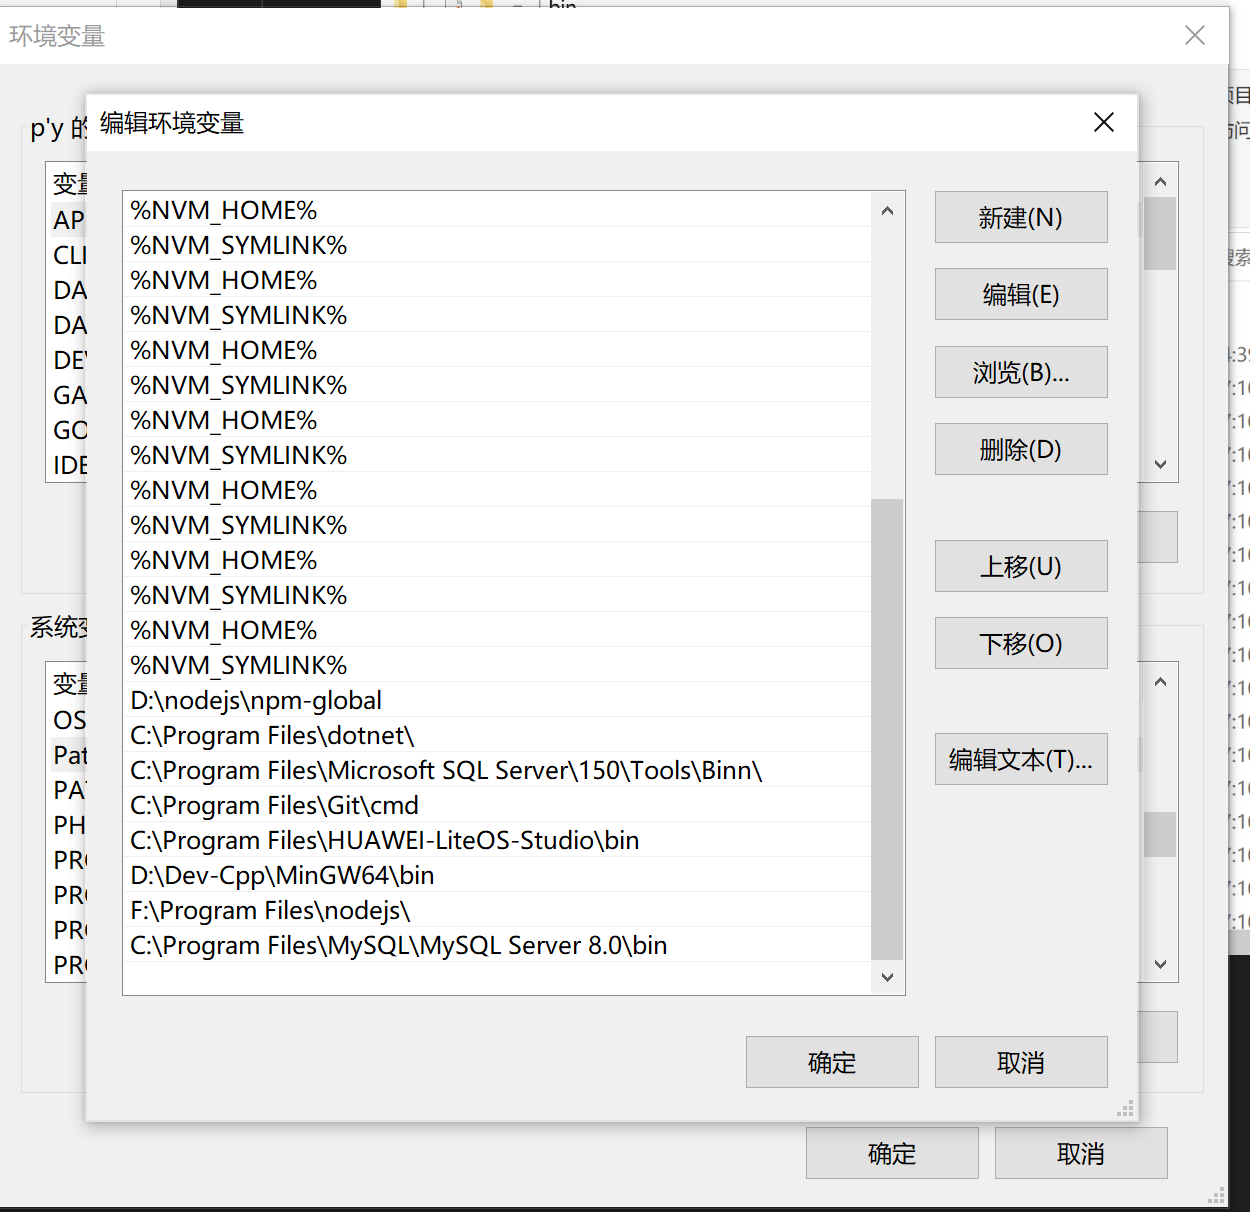 bin
环境变量
p'y 的
编辑环境变量
变量
AP
CLI
DA
DA
DE
GA
GO
IDE
%NVM_HOME%
%NVM_SYMLINK%
%NVM_HOME%
%NVM_SYMLINK%
%NVM_HOME%
%NVM_SYMLINK%
%NVM_HOME%
%NVM_SYMLINK%
%NVM_HOME%
%NVM_SYMLINK%
%NVM_HOME%
%NVM_SYMLINK%
%NVM_HOME%
%NVM_SYMLINK%
D:\nodejs\npm-global
C:\Program Files\dotnet\
C:\Program Files\Microsoft SQL Server\150\Tools\Binn\
C:\Program Files\Git\cmd
C:\Program Files\HUAWEI-LiteOS-Studio\bin
D:\Dev-Cpp\MinGW64\bin
F:\Program Files\nodejs\
C:\Program Files\MySQL\MySQL Server 8.0\bin
新建(N)
编辑(E)
浏览(B)...
删除(D)
上移(U)
下移(O)
编辑文本(T)...
系统变
变量
OS
Pat
PA
PH
PR
PR
PR
PR
确定
取消
确定
取消